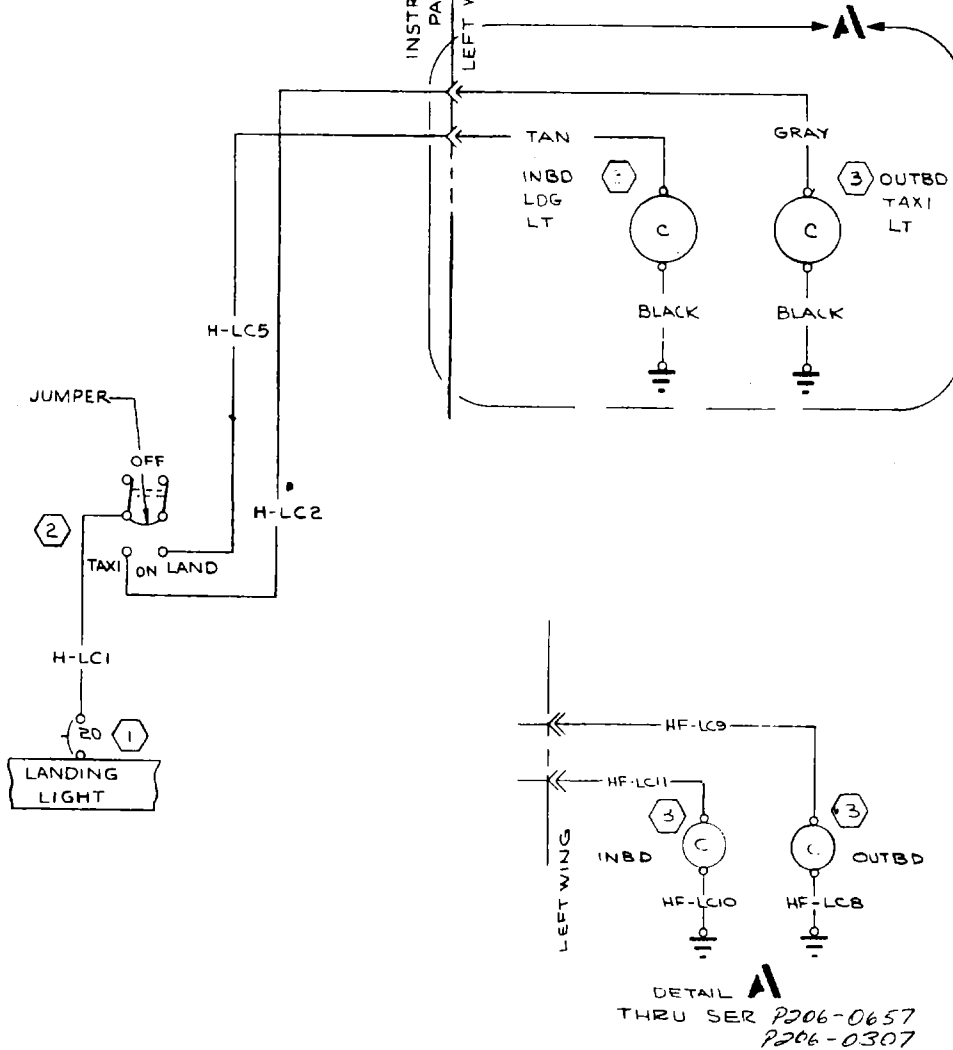 INSTR
PA
LEFT W
A
TAN
GRAY
INBD
LDG
LT
3 OUTBD
TAXI
LT
C
C
BLACK
BLACK
H-LC5
JUMPER
OFF
2
H-LC2
TAXI ON LAND
H-LC1
20 1
LANDING
LIGHT
HF-LC9
HF-LC11
3
3
INBD
C
C
OUTBD
LEFT WING
HF-LC10
HF-LC8
DETAIL A
THRU SER P206-0657
P206-0307